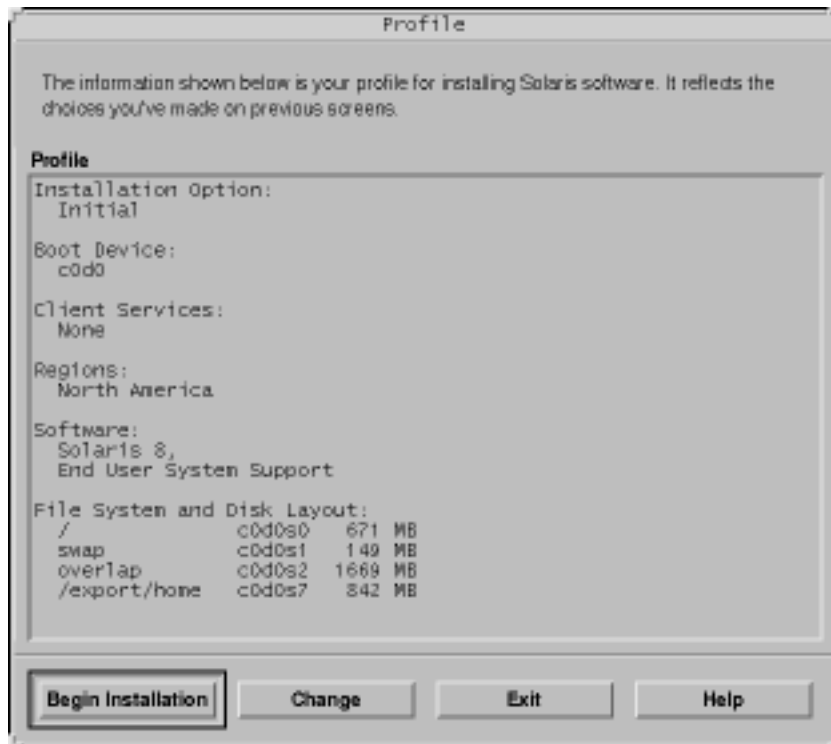 Profile
The information shown below is your profile for installing Solaris software. It reflects the
choices you've made on previous screens.
Profile
Installation Option:
Initial
Boot Device:
c0d0
Client Services:
None
Regions:
North America
Software:
Solaris 8,
End User System Support
File System and Disk Layout:
/ c0d0s0 671 MB
swap c0d0s1 149 MB
overlap c0d0s2 1669 MB
/export/home c0d0s7 842 MB
Begin Installation Change Exit Help